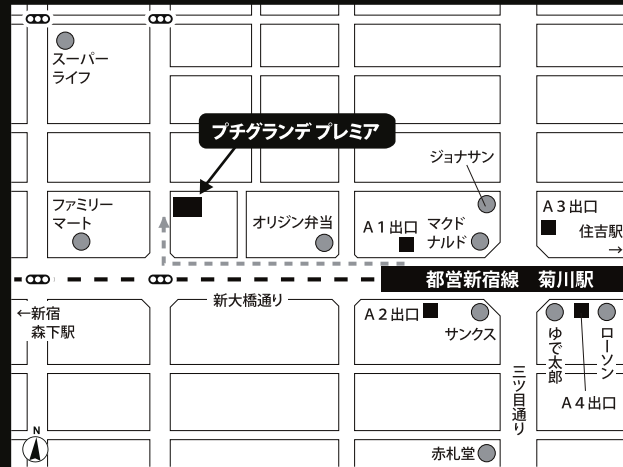 スーパー
ライフ
プチグランデ プレミア
ジョナサン
ファミリー
マート
オリジン弁当
A1出口
マクド
ナルド
A3出口
住吉駅
→
都営新宿線 菊川駅
新大橋通り
←新宿
森下駅
A2出口
サンクス
ゆで太郎
ローソン
A4出口
三ツ目通り
赤札堂
N